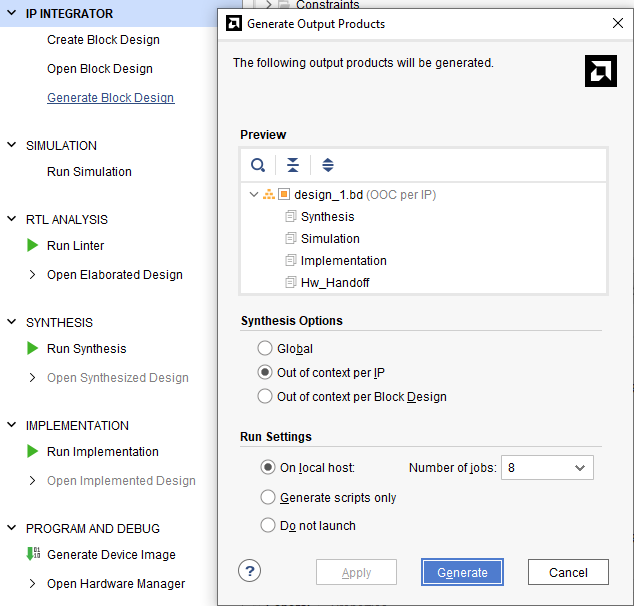 IP INTEGRATOR
Create Block Design
Open Block Design
Generate Block Design
SIMULATION
Run Simulation
RTL ANALYSIS
Run Linter
Open Elaborated Design
SYNTHESIS
Run Synthesis
Open Synthesized Design
IMPLEMENTATION
Run Implementation
Open Implemented Design
PROGRAM AND DEBUG
Generate Device Image
Open Hardware Manager
Constraints
Generate Output Products
The following output products will be generated.
Preview
design_1.bd (OOC per IP)
Synthesis
Simulation
Implementation
Hw_Handoff
Synthesis Options
Global
Out of context per IP
Out of context per Block Design
Run Settings
On local host: Number of jobs: 8
Generate scripts only
Do not launch
? Apply Generate Cancel